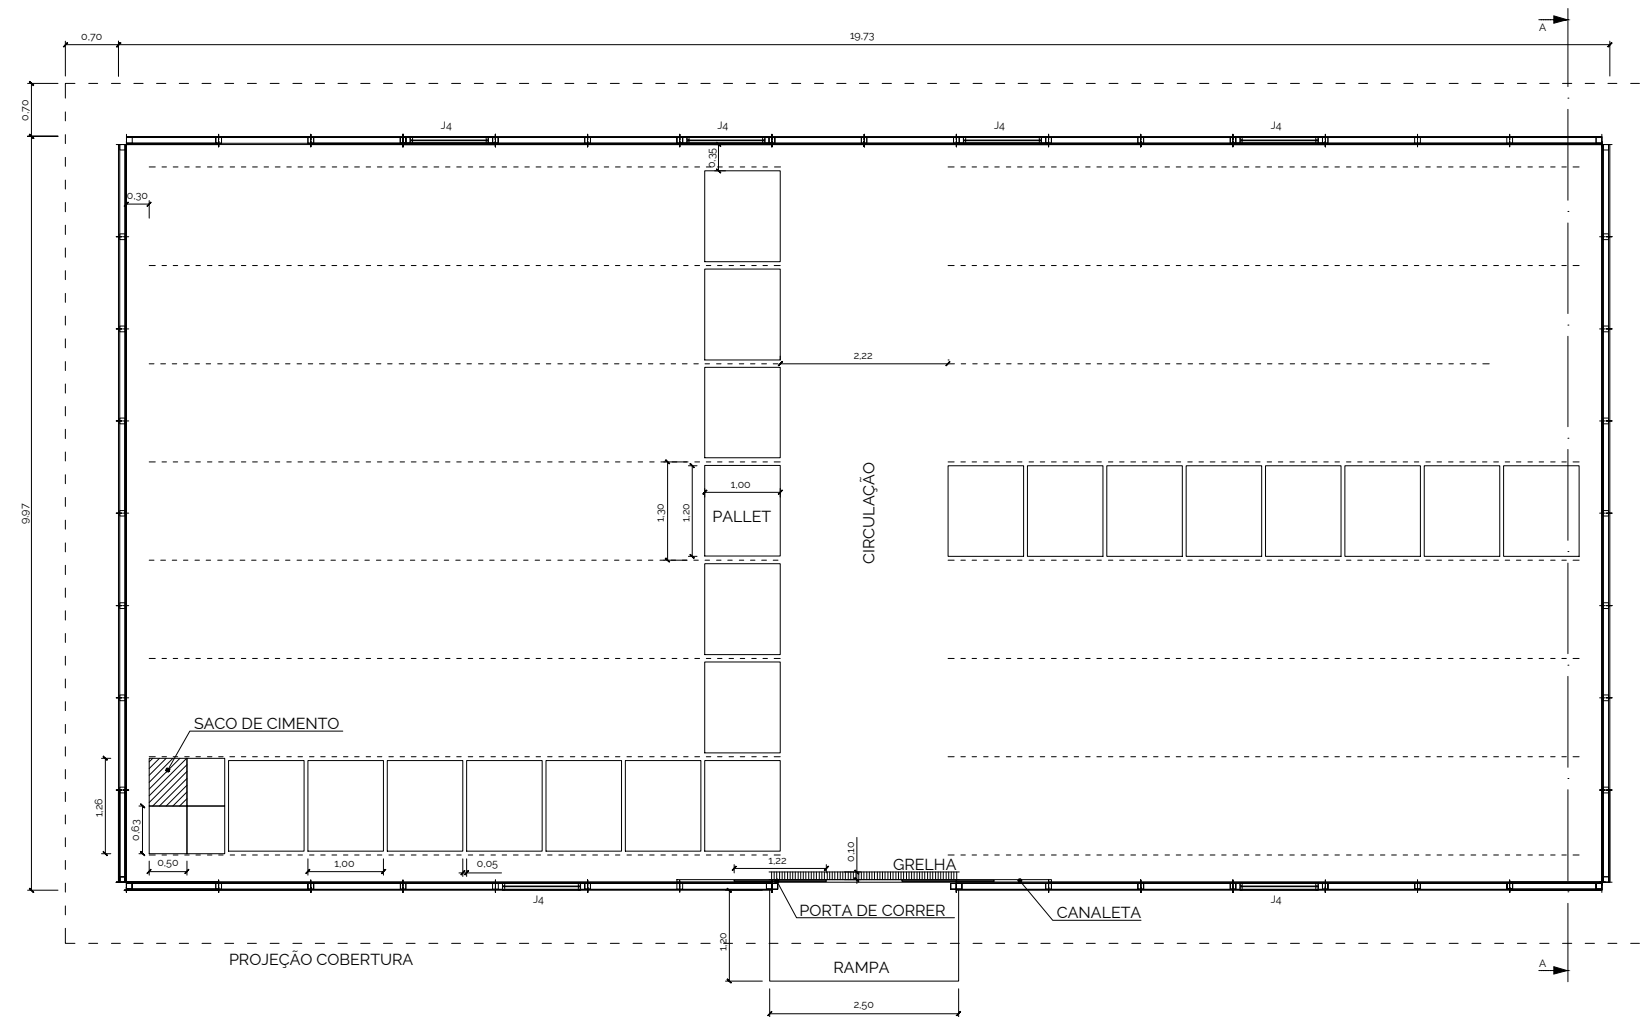 A
0,70
19,73
0,70
J4
J4
J4
J4
0,35
0,30
2,22
CIRCULAÇÃO
1,00
1,30
1,20
PALLET
9,97
SACO DE CIMENTO
1,26
0,63
0,50
1,00
0,05
1,22
0,10
GRELHA
J4
PORTA DE CORRER
CANALETA
J4
1,20
PROJEÇÃO COBERTURA
RAMPA
A
2,50